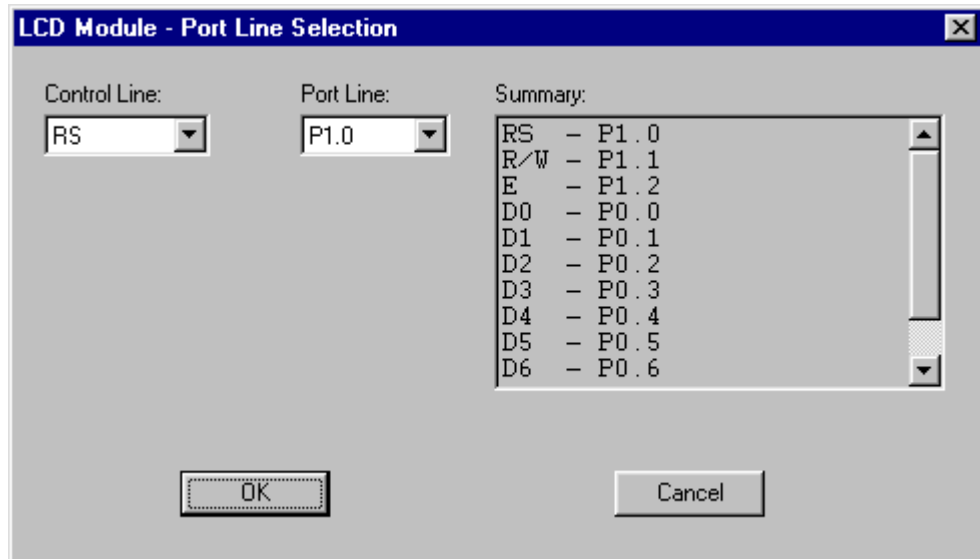 LCD Module - Port Line Selection
Control Line:
Port Line:
Summary:
RS
P1.0
RS - P1.0
R/W - P1.1
E - P1.2
D0 - P0.0
D1 - P0.1
D2 - P0.2
D3 - P0.3
D4 - P0.4
D5 - P0.5
D6 - P0.6
OK
Cancel